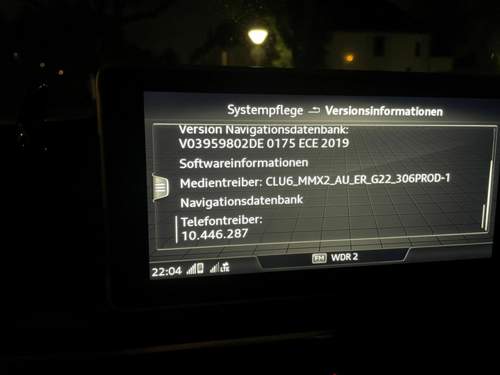 Systempflege Versionsinformationen
Version Navigationsdatenbank:
V03959802DE 0175 ECE 2019
Softwareinformationen
Medientreiber: CLU6_MMX2_AU_ER_G22_306PROD-1
Navigationsdatenbank
Telefontreiber:
10.446.287
FM WDR 2
22:04 LTE